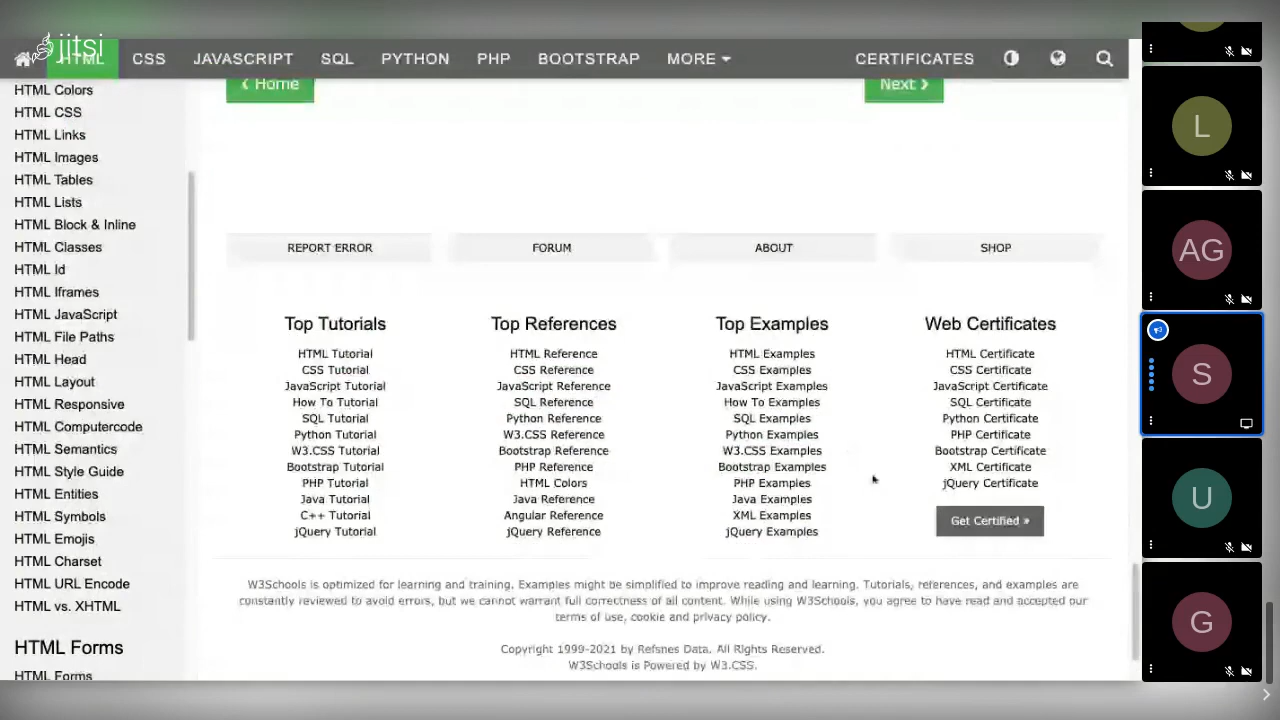 jitsi
HTML
CSS
JAVASCRIPT
SQL
PYTHON
PHP
BOOTSTRAP
MORE
CERTIFICATES
HTML Colors
HTML CSS
HTML Links
HTML Images
HTML Tables
HTML Lists
HTML Block & Inline
HTML Classes
HTML Id
HTML Iframes
HTML JavaScript
HTML File Paths
HTML Head
HTML Layout
HTML Responsive
HTML Computercode
HTML Semantics
HTML Style Guide
HTML Entities
HTML Symbols
HTML Emojis
HTML Charset
HTML URL Encode
HTML vs. XHTML
HTML Forms
HTML Forms
❮ Home
Next ❯
REPORT ERROR
FORUM
ABOUT
SHOP
Top Tutorials
HTML Tutorial
CSS Tutorial
JavaScript Tutorial
How To Tutorial
SQL Tutorial
Python Tutorial
W3.CSS Tutorial
Bootstrap Tutorial
PHP Tutorial
Java Tutorial
C++ Tutorial
jQuery Tutorial
Top References
HTML Reference
CSS Reference
JavaScript Reference
SQL Reference
Python Reference
W3.CSS Reference
Bootstrap Reference
PHP Reference
HTML Colors
Java Reference
Angular Reference
jQuery Reference
Top Examples
HTML Examples
CSS Examples
JavaScript Examples
How To Examples
SQL Examples
Python Examples
W3.CSS Examples
Bootstrap Examples
PHP Examples
Java Examples
XML Examples
jQuery Examples
Web Certificates
HTML Certificate
CSS Certificate
JavaScript Certificate
SQL Certificate
Python Certificate
PHP Certificate
Bootstrap Certificate
XML Certificate
jQuery Certificate
Get Certified »
W3Schools is optimized for learning and training. Examples might be simplified to improve reading and learning. Tutorials, references, and examples are
constantly reviewed to avoid errors, but we cannot warrant full correctness of all content. While using W3Schools, you agree to have read and accepted our
terms of use, cookie and privacy policy.
Copyright 1999-2021 by Refsnes Data. All Rights Reserved.
W3Schools is Powered by W3.CSS.
L
AG
S
U
G